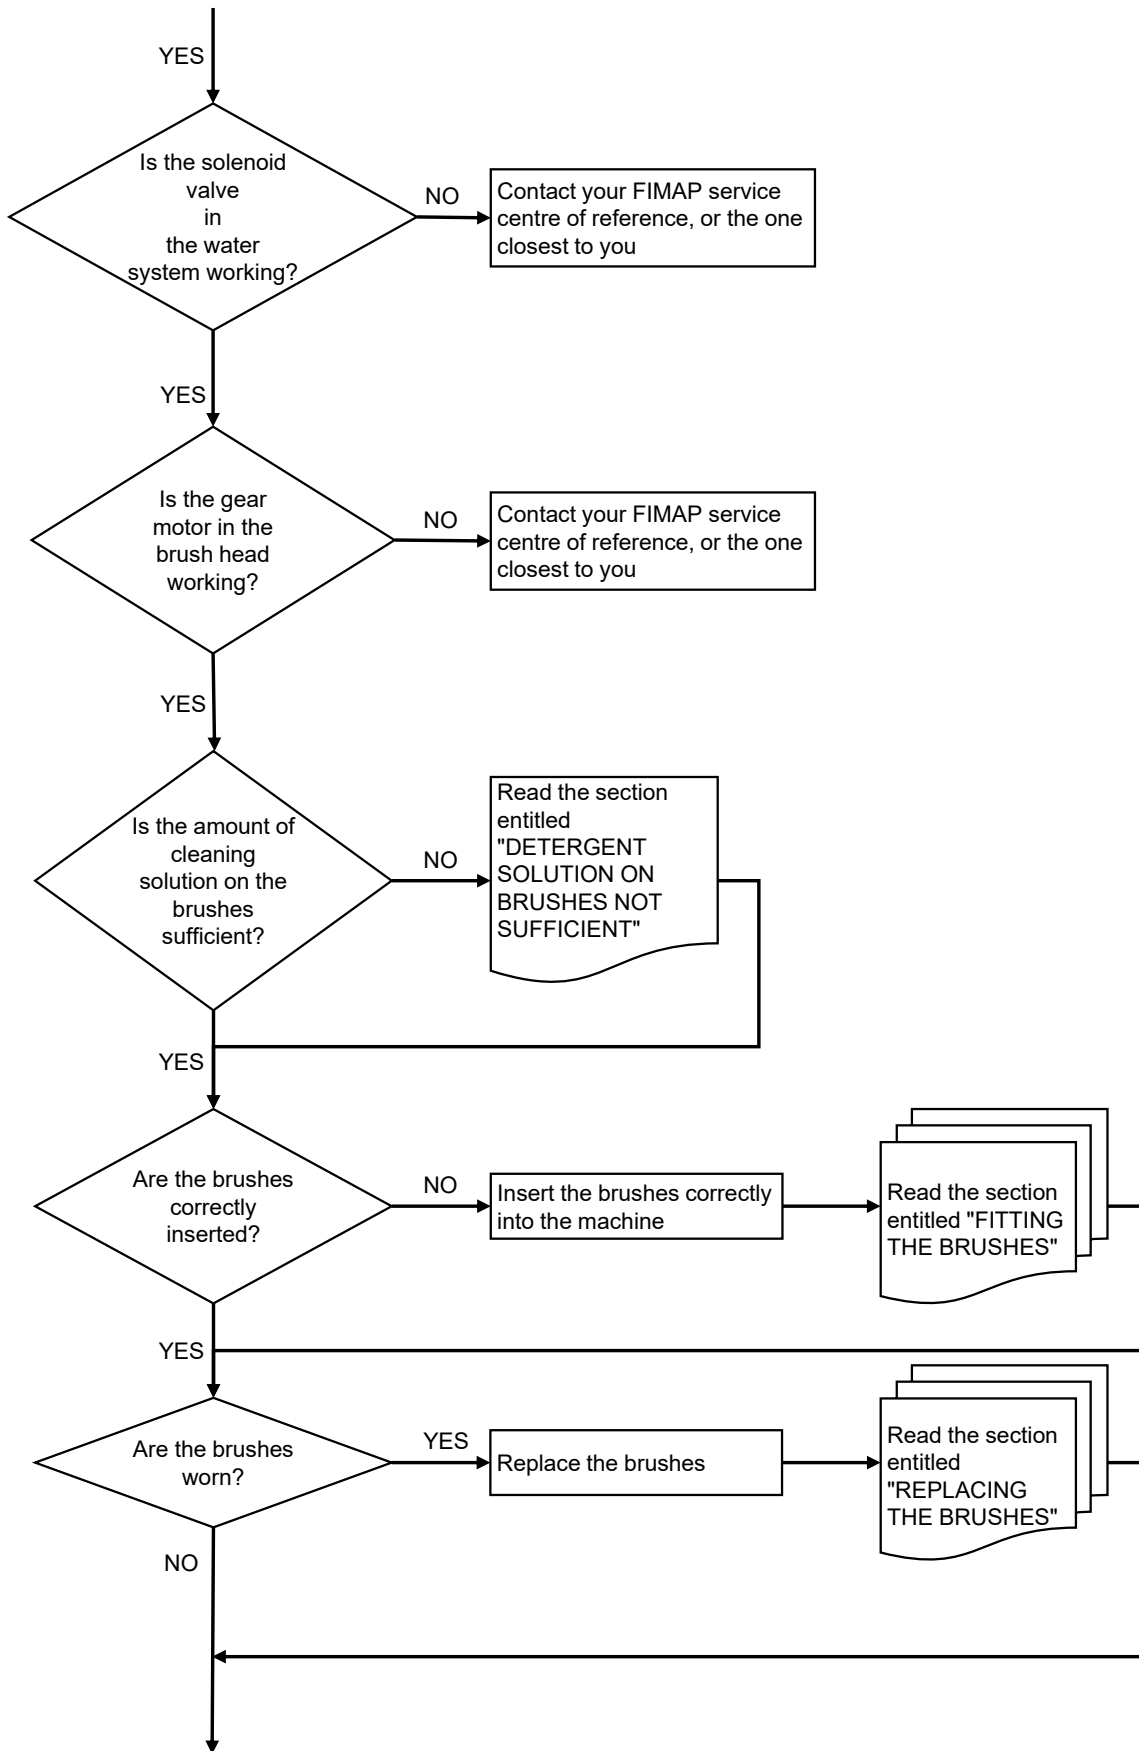 YES
Is the solenoid
valve
in
the water
system working?
NO
Contact your FIMAP service
centre of reference, or the one
closest to you
YES
Is the gear
motor in the
brush head
working?
NO
Contact your FIMAP service
centre of reference, or the one
closest to you
YES
Is the amount of
cleaning
solution on the
brushes
sufficient?
NO
Read the section
entitled
"DETERGENT
SOLUTION ON
BRUSHES NOT
SUFFICIENT"
YES
Are the brushes
correctly
inserted?
NO
Insert the brushes correctly
into the machine
Read the section
entitled "FITTING
THE BRUSHES"
YES
Are the brushes
worn?
YES
Replace the brushes
Read the section
entitled
"REPLACING
THE BRUSHES"
NO